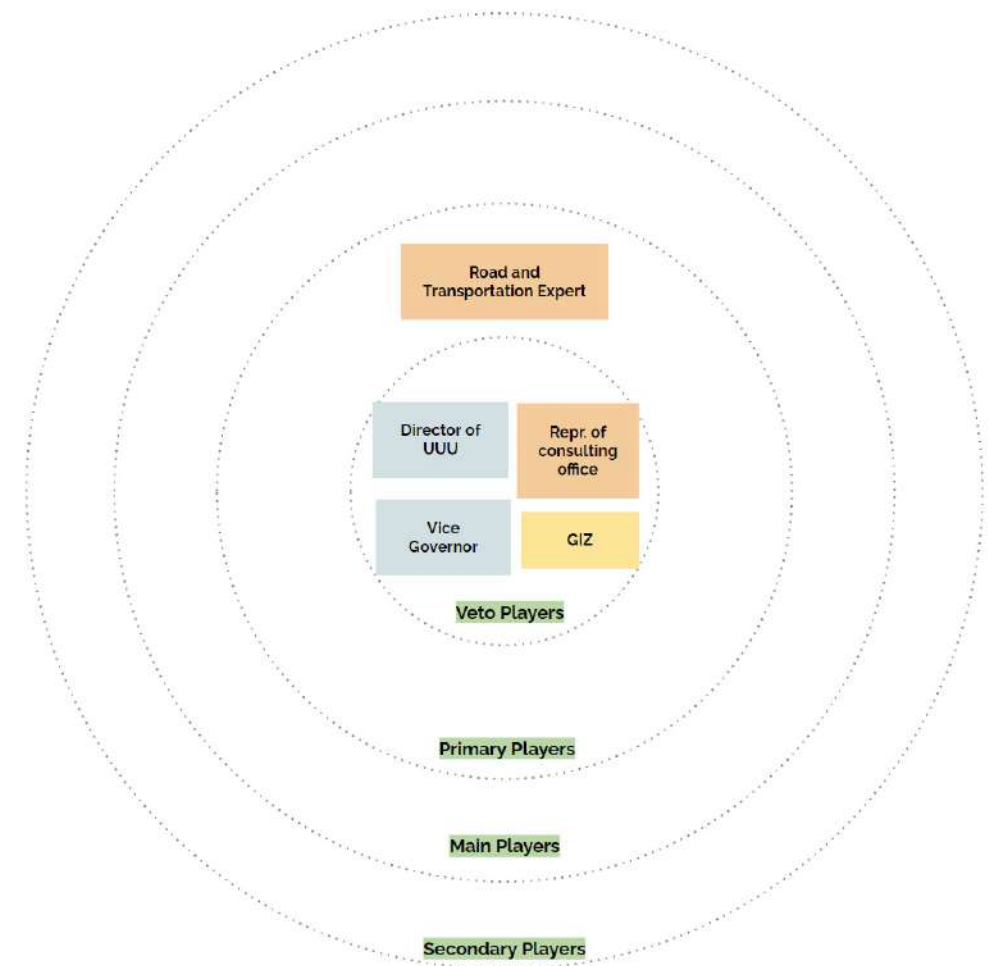 Road and
Transportation Expert
Director of
UUU
Repr. of
consulting
office
Vice
Governor
GIZ
Veto Players
Primary Players
Main Players
Secondary Players